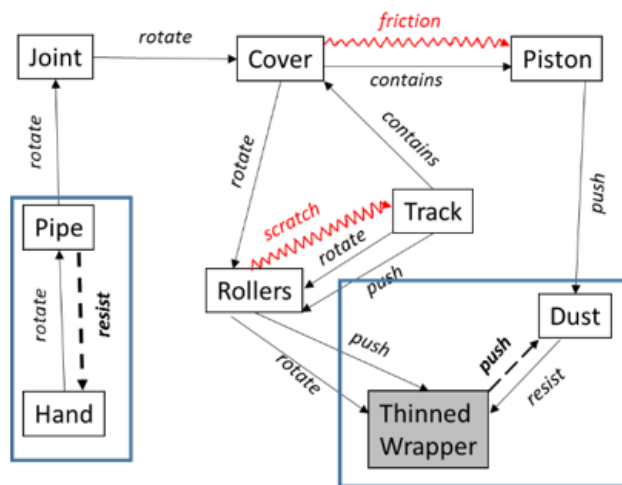 friction
rotate
Joint
Cover
Piston
contains
rotate
rotate
contains
push
scratch
Track
Pipe
rotate
resist
push
Rollers
rotate
Dust
push
push
rotate
resist
Hand
Thinned
Wrapper